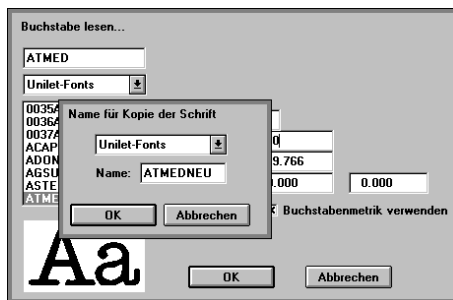 Buchstabe lesen...
ATMED
Unilet-Fonts
0035A
0036A
0037A
ACAP
ADON
AGSU
ASTE
ATME
Name für Kopie der Schrift
Unilet-Fonts
Name: ATMEDNEU
OK Abbrechen
0
9.766
.000 0.000
Buchstabenmetrik verwenden
Aa
OK Abbrechen